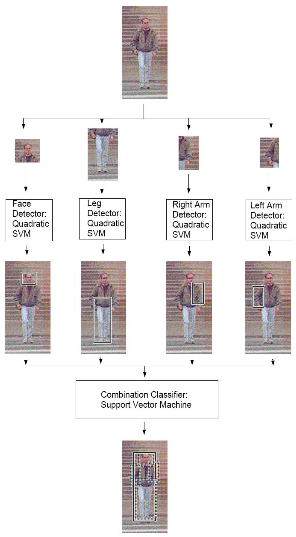 Face
Detector:
Quadratic
SVM
Leg
Detector:
Quadratic
SVM
Right Arm
Detector:
Quadratic
SVM
Left Arm
Detector:
Quadratic
SVM
Combination Classifier:
Support Vector Machine